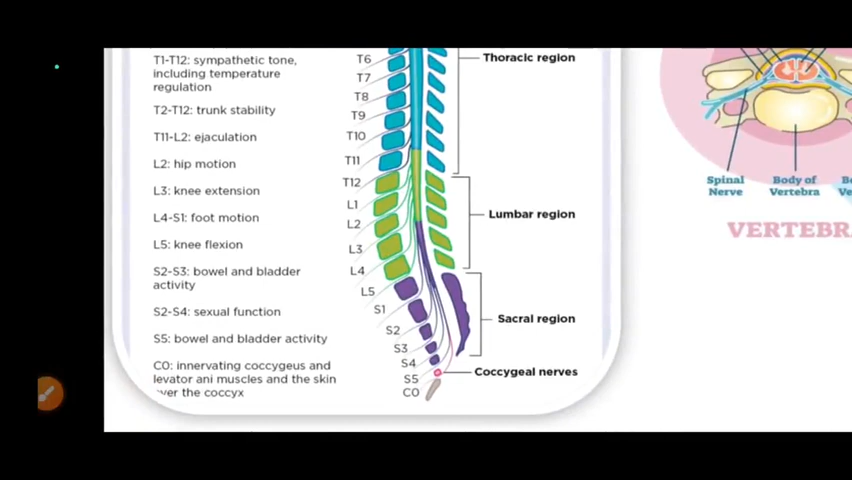 T1-T12: sympathetic tone,
including temperature
regulation
T2-T12: trunk stability
T11-L2: ejaculation
L2: hip motion
L3: knee extension
L4-S1: foot motion
L5: knee flexion
S2-S3: bowel and bladder
activity
S2-S4: sexual function
S5: bowel and bladder activity
C0: innervating coccygeus and
levator ani muscles and the skin
over the coccyx
T6
T7
T8
T9
T10
T11
T12
L1
L2
L3
L4
L5
S1
S2
S3
S4
S5
C0
Thoracic region
Lumbar region
Sacral region
Coccygeal nerves
Spinal
Nerve
Body of
Vertebra